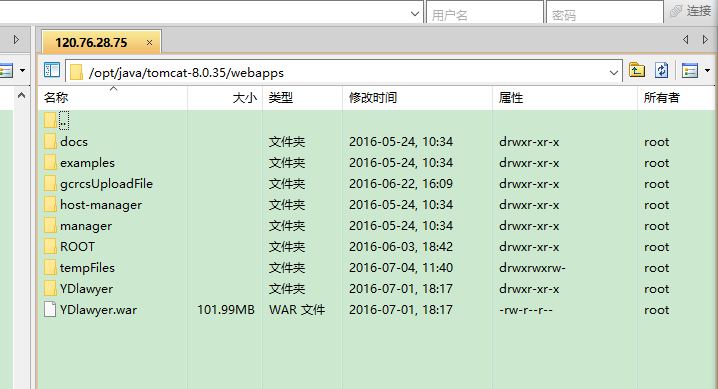 用户名 密码 连接
120.76.28.75 ×
/opt/java/tomcat-8.0.35/webapps
名称 大小 类型 修改时间 属性 所有者
..
docs 文件夹 2016-05-24, 10:34 drwxr-xr-x root
examples 文件夹 2016-05-24, 10:34 drwxr-xr-x root
gcrcsUploadFile 文件夹 2016-06-22, 16:09 drwxr-xr-x root
host-manager 文件夹 2016-05-24, 10:34 drwxr-xr-x root
manager 文件夹 2016-05-24, 10:34 drwxr-xr-x root
ROOT 文件夹 2016-06-03, 18:42 drwxr-xr-x root
tempFiles 文件夹 2016-07-04, 11:40 drwxrwxrw- root
YDlawyer 文件夹 2016-07-01, 18:17 drwxr-xr-x root
YDlawyer.war 101.99MB WAR 文件 2016-07-01, 18:17 -rw-r--r-- root